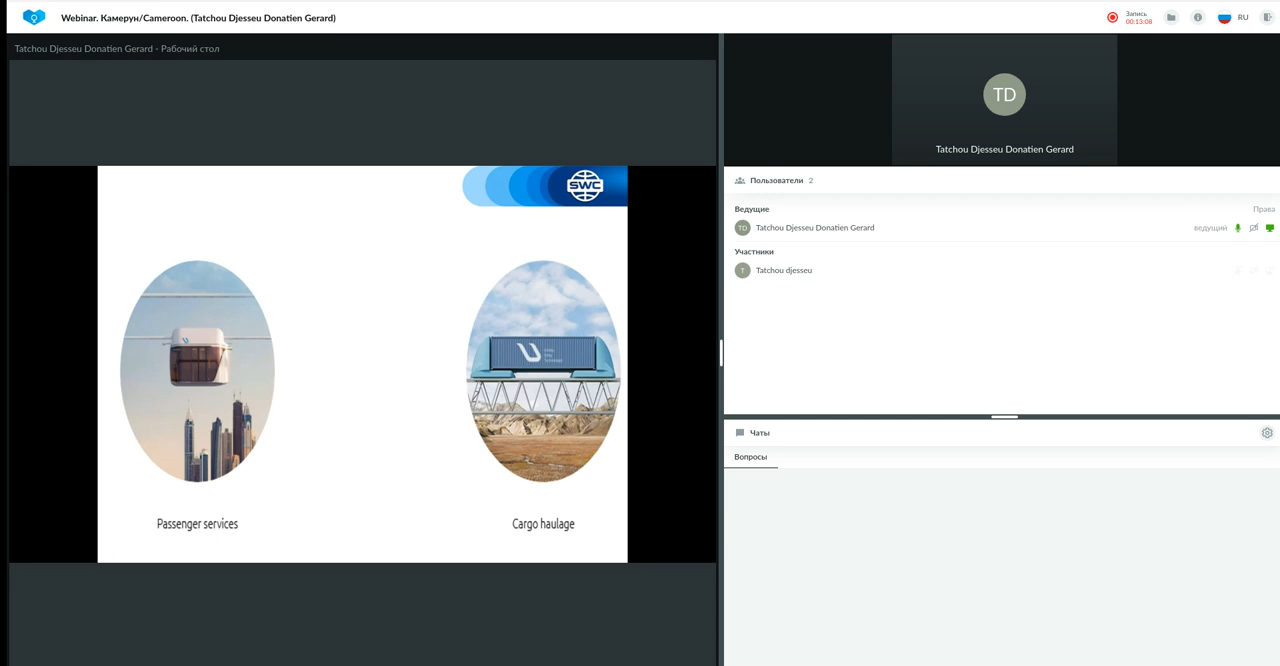 Webinar. Камерун/Cameroon. (Tatchou Djesseu Donatien Gerard)
Запись
00:13:08
RU
Tatchou Djesseu Donatien Gerard - Рабочий стол
SWC
Passenger services
Cargo haulage
TD
Tatchou Djesseu Donatien Gerard
Пользователи 2
Ведущие Права
TD Tatchou Djesseu Donatien Gerard ведущий
Участники
T Tatchou djesseu
Чаты
Вопросы